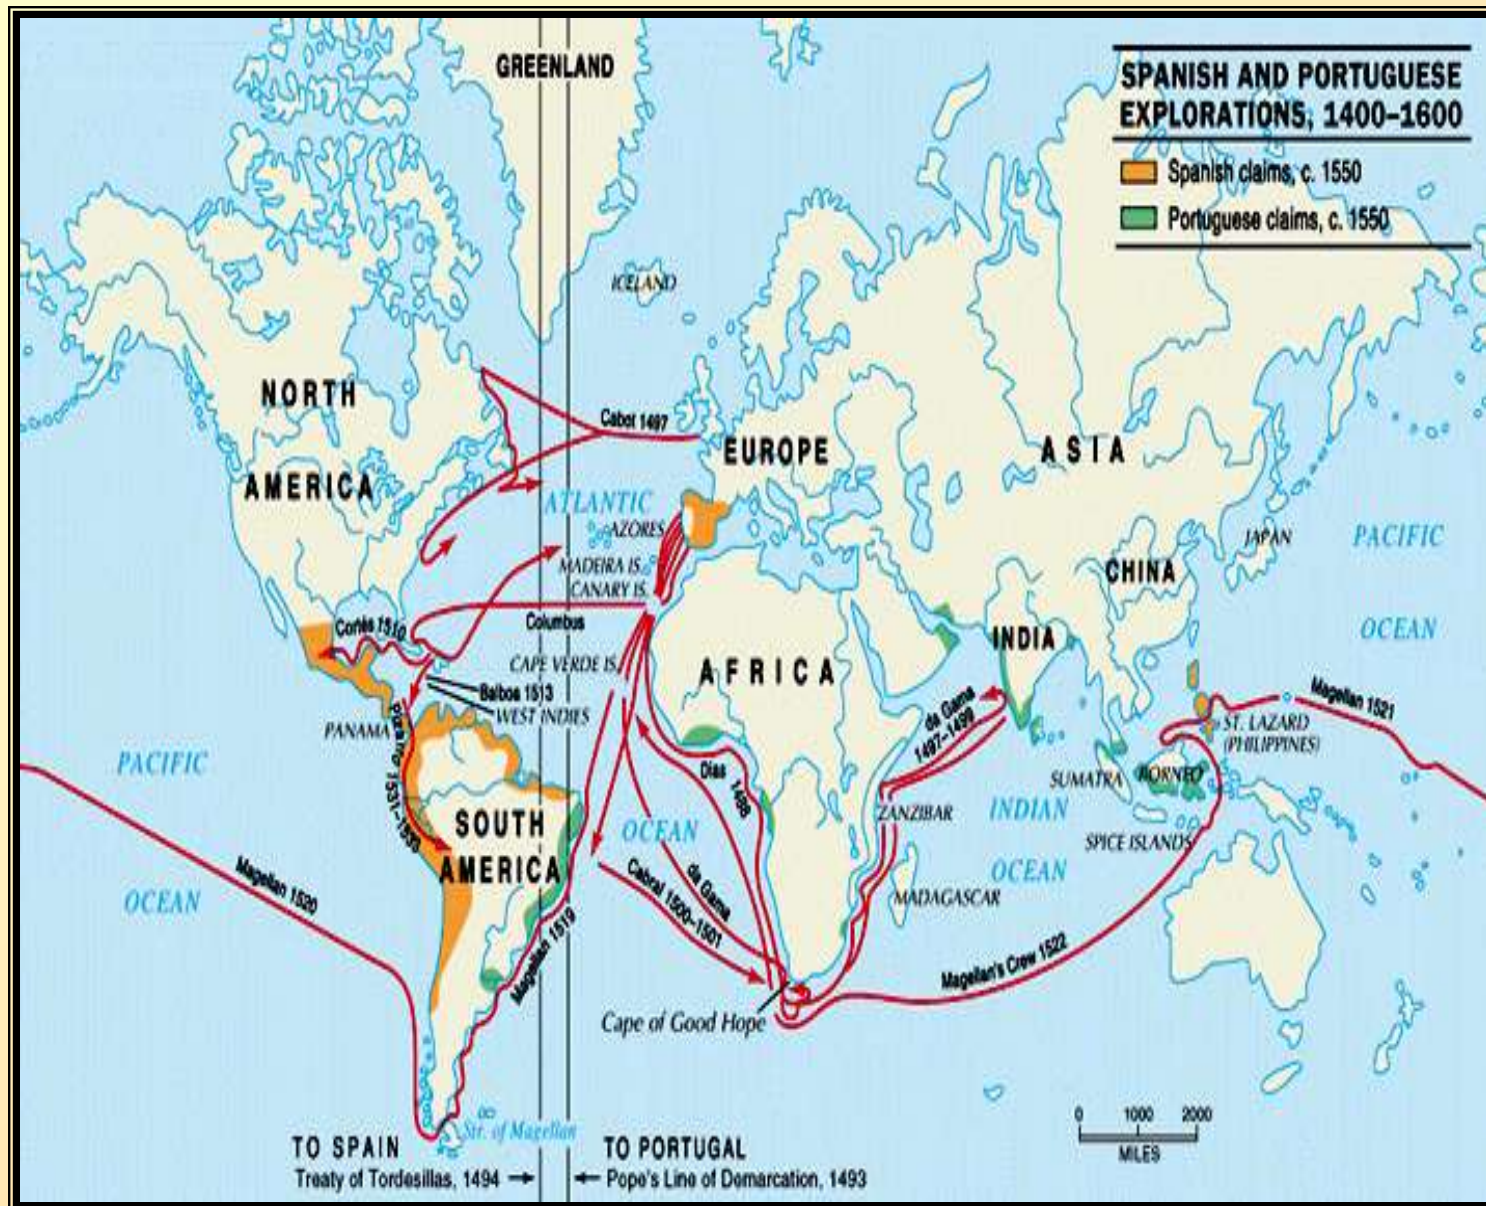 GREENLAND
SPANISH AND PORTUGUESE
EXPLORATIONS, 1400–1600
Spanish claims, c. 1550
Portuguese claims, c. 1550
ICELAND
NORTH
AMERICA
Cabot 1497
EUROPE
ASIA
ATLANTIC
AZORES
MADEIRA IS.
CANARY IS.
JAPAN
PACIFIC
OCEAN
CHINA
INDIA
Cortés 1510
Columbus
CAPE VERDE IS.
AFRICA
Balboa 1513
WEST INDIES
PANAMA
Pizarro 1531–1533
da Gama
1497–1499
Magellan 1521
ST. LAZARD
(PHILIPPINES)
PACIFIC
OCEAN
SOUTH
AMERICA
OCEAN
Dias 1488
ZANZIBAR
INDIAN
OCEAN
SUMATRA
BORNEO
SPICE ISLANDS
MADAGASCAR
Magellan 1520
Magellan 1519
da Gama
Cabral 1500–1501
Magellan's Crew 1522
Cape of Good Hope
Str. of Magellan
0 1000 2000
MILES
TO SPAIN
Treaty of Tordesillas, 1494
TO PORTUGAL
Pope's Line of Demarcation, 1493